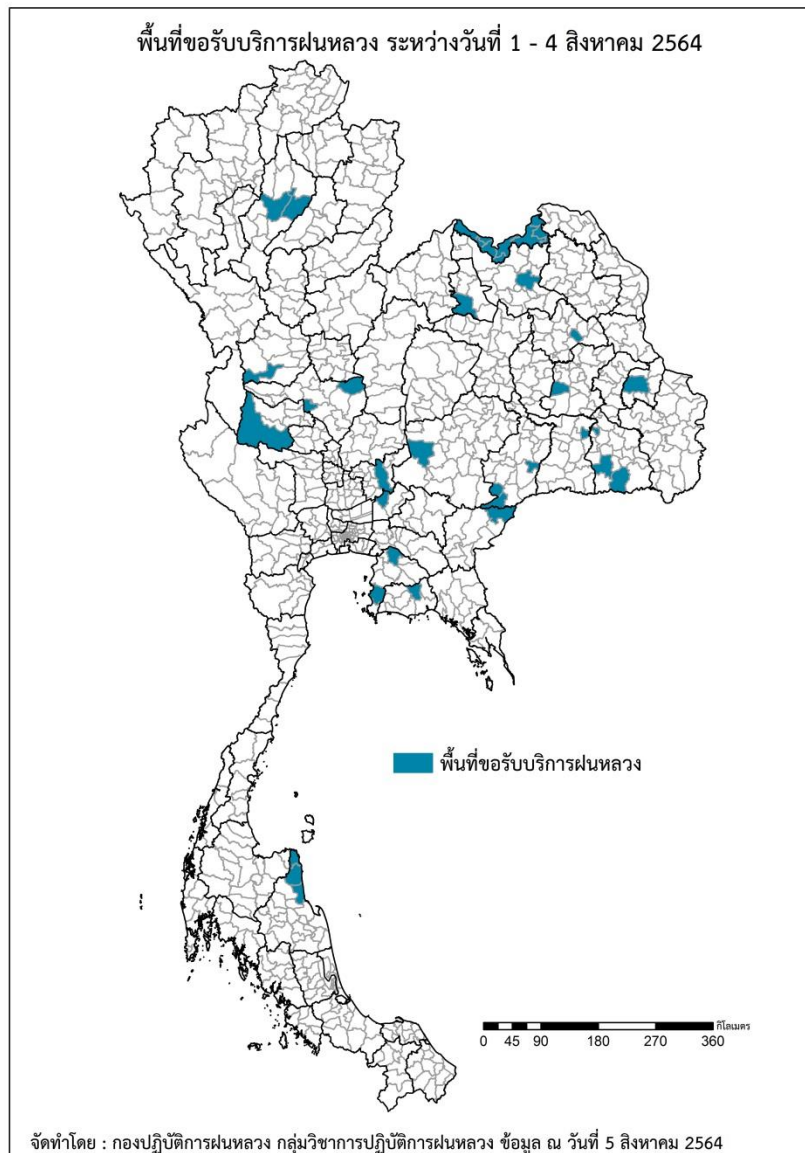 พื้นที่ขอรับบริการฝนหลวง ระหว่างวันที่ 1 - 4 สิงหาคม 2564
พื้นที่ขอรับบริการฝนหลวง
กิโลเมตร
0 45 90 180 270 360
จัดทำโดย : กองปฏิบัติการฝนหลวง กลุ่มวิชาการปฏิบัติการฝนหลวง ข้อมูล ณ วันที่ 5 สิงหาคม 2564